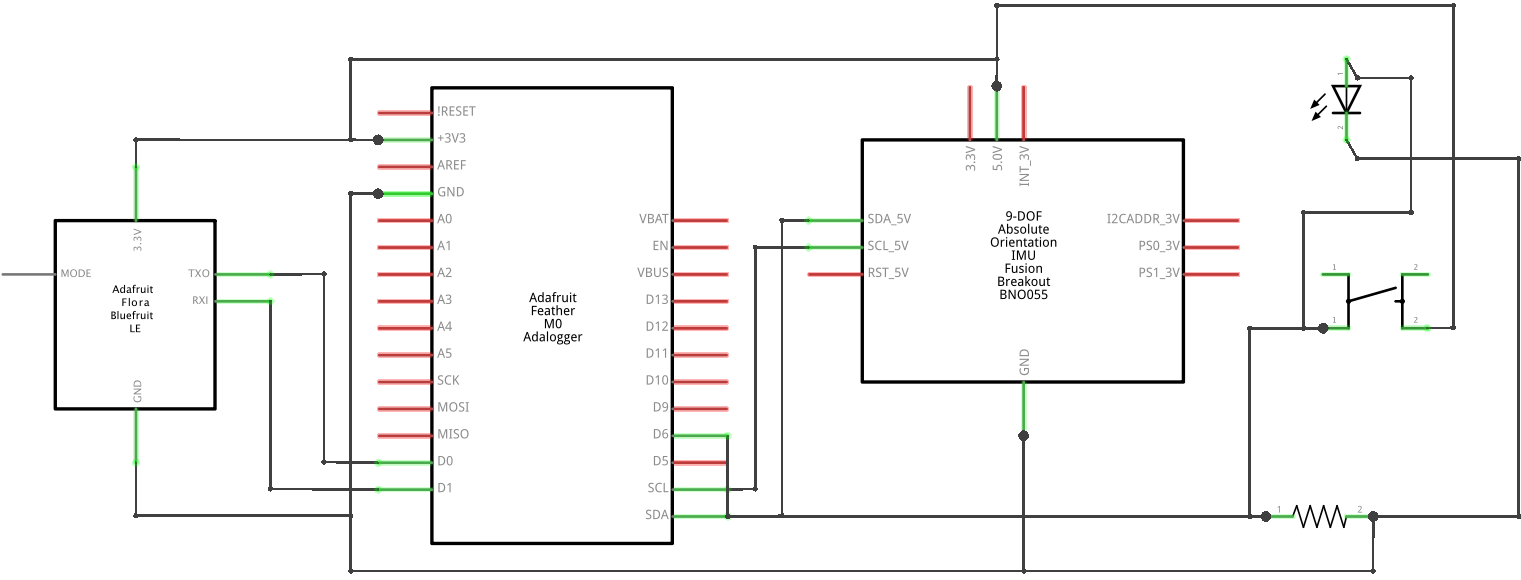 MODE
3.3V
TXO
RXI
GND
Adafruit
Flora
Bluefruit
LE
!RESET
+3V3
AREF
GND
A0
A1
A2
A3
A4
A5
SCK
MOSI
MISO
D0
D1
Adafruit
Feather
M0
Adalogger
VBAT
EN
VBUS
D13
D12
D11
D10
D9
D6
D5
SCL
SDA
3.3V
5.0V
INT_3V
SDA_5V
SCL_5V
RST_5V
9-DOF
Absolute
Orientation
IMU
Fusion
Breakout
BNO055
I2CADDR_3V
PS0_3V
PS1_3V
GND
1
2
1
2
1
2
1
2